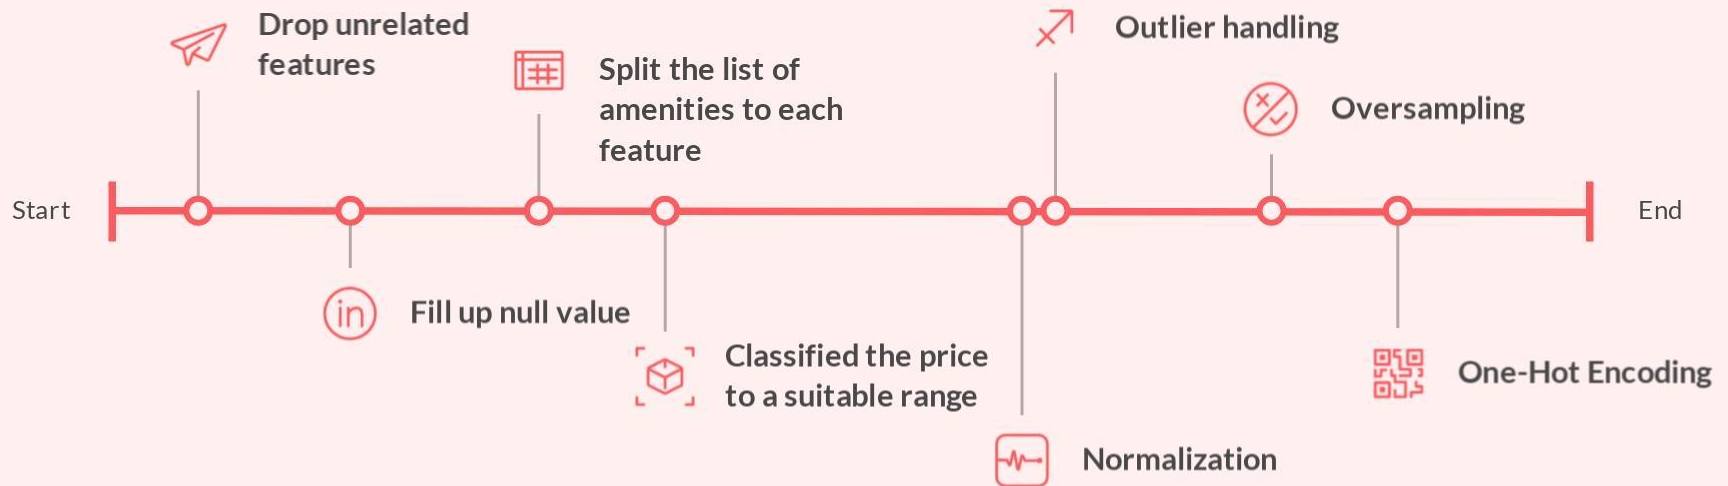 Drop unrelated
features
Split the list of
amenities to each
feature
Outlier handling
Oversampling
Start
End
in
Fill up null value
Classified the price
to a suitable range
One-Hot Encoding
Normalization